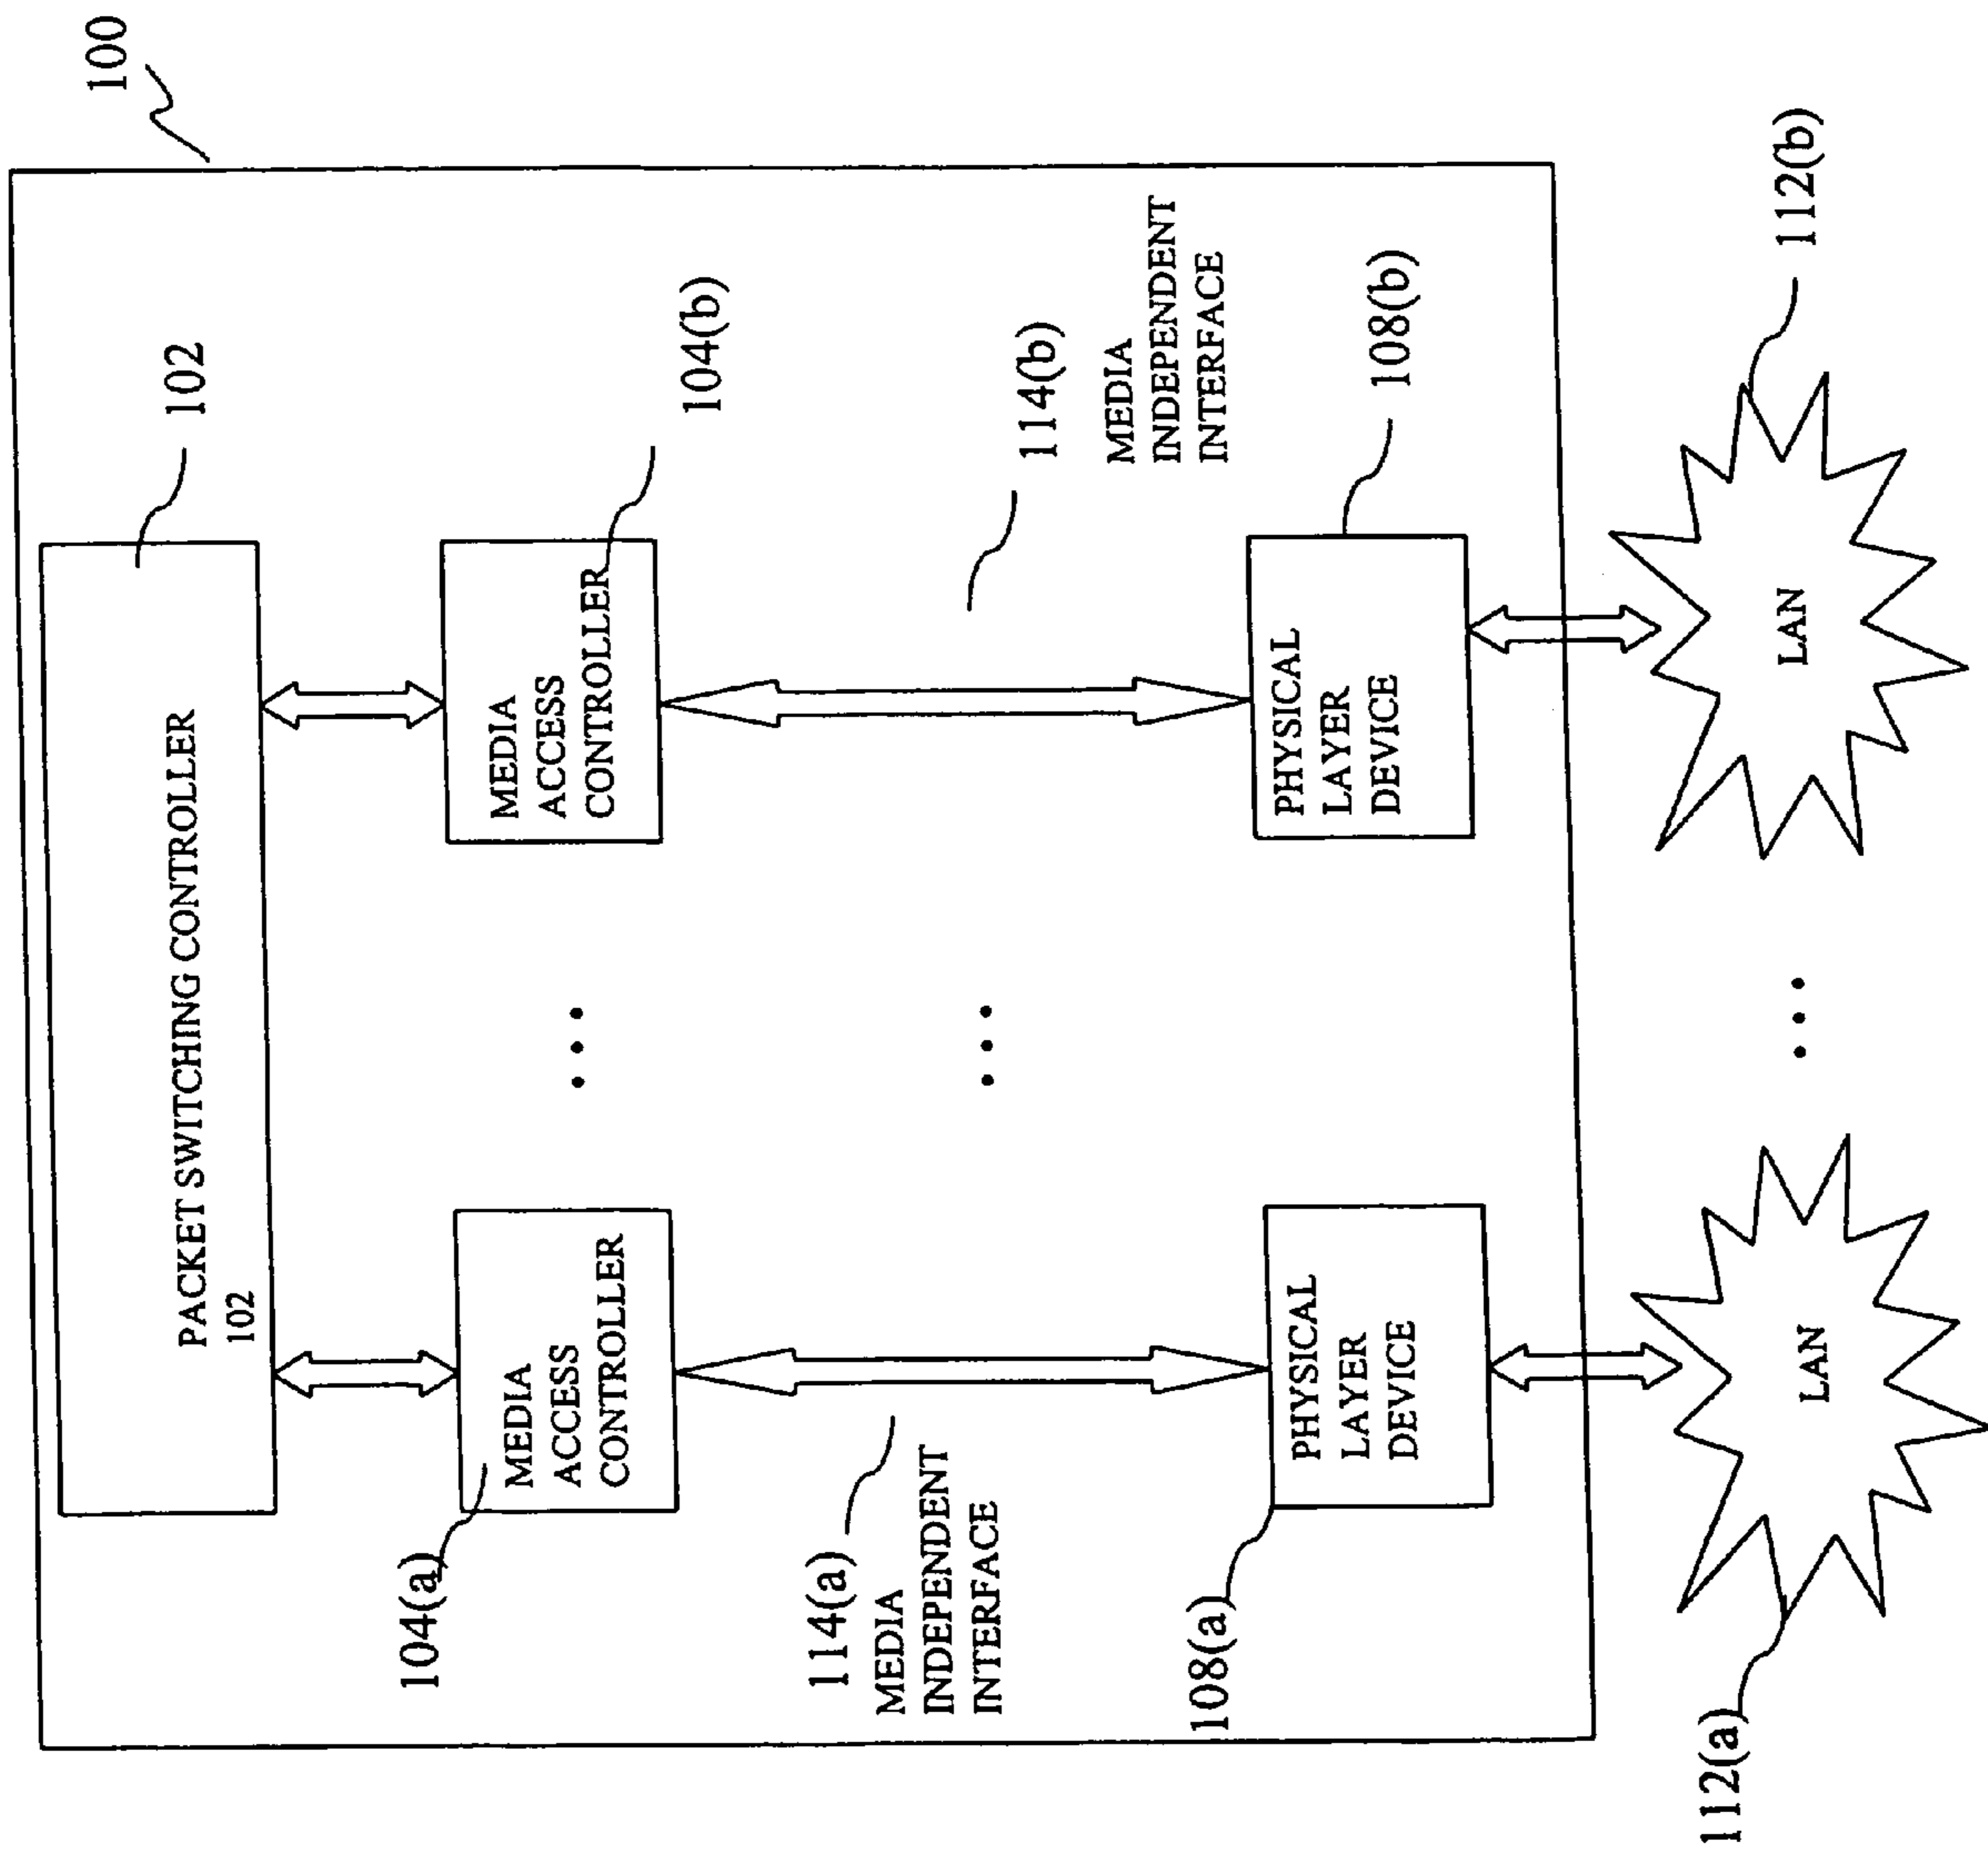 100
102
PACKET SWITCHING CONTROLLER
102
104(a)
MEDIA
ACCESS
CONTROLLER
104(b)
MEDIA
ACCESS
CONTROLLER
114(a)
MEDIA
INDEPENDENT
INTERFACE
114(b)
MEDIA
INDEPENDENT
INTERFACE
108(a)
PHYSICAL
LAYER
DEVICE
108(b)
PHYSICAL
LAYER
DEVICE
112(a)
LAN
112(b)
LAN